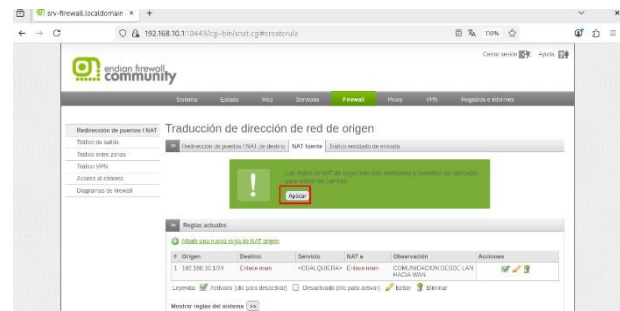 srv-firewall.localdomain × +
192.168.10.1:10443/cgi-bin/snat.cgi#createrule 110%
Cerrar sesión Ayuda
endian firewall
community
Sistema Estado Red Servicios Firewall Proxy VPN Registros e informes
Redirección de puertos / NAT
Tráfico de salida
Tráfico entre zonas
Tráfico VPN
Acceso al sistema
Diagramas de firewall
Traducción de dirección de red de origen
>> Redirección de puertos / NAT de destino NAT fuente Tráfico enrutado de entrada
Las reglas de NAT de origen han sido cambiadas y necesitan ser aplicadas
para activar los cambios
Aplicar
>> Reglas actuales
Añadir una nueva regla de NAT origen
# Origen Destino Servicio NAT a Observación Acciones
1 192.168.10.1/24 Enlace main <CUALQUIERA> Enlace main COMUNICACION DESDE LAN
HACIA WAN
Leyenda: Activado (clic para desactivar) Desactivado (clic para activar) Editar Eliminar
Mostrar reglas del sistema >>